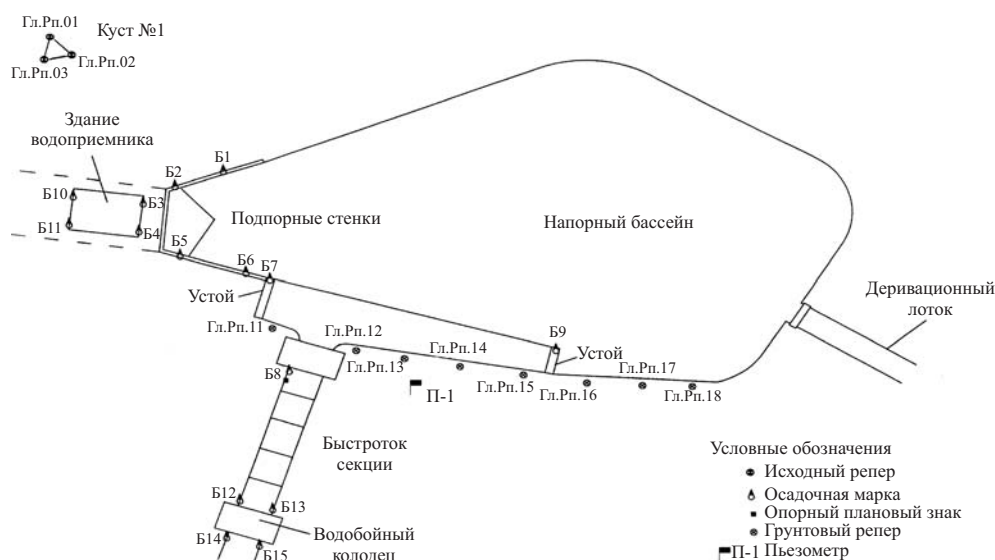 Гл.Рп.01
Куст №1
Гл.Рп.02
Гл.Рп.03
Здание
водоприемника
Б1
Б2
Б10
Б3
Б11
Б4
Подпорные стенки
Напорный бассейн
Б5
Б6
Б7
Устой
Деривационный
лоток
Гл.Рп.11
Гл.Рп.12
Б9
Гл.Рп.14
Устой
Гл.Рп.13
Гл.Рп.17
Б8
Гл.Рп.15
П-1
Гл.Рп.16
Гл.Рп.18
Быстроток
секции
Условные обозначения
Исходный репер
Осадочная марка
Опорный плановый знак
Грунтовый репер
П-1 Пьезометр
Б12
Б13
Водобойный
колодец
Б14
Б15